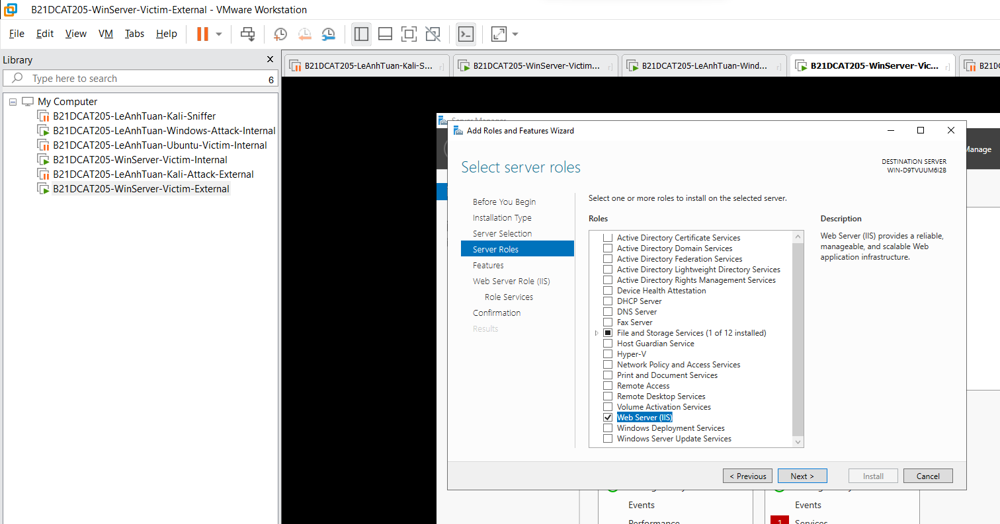 B21DCAT205-WinServer-Victim-External - VMware Workstation
File Edit View VM Tabs Help
Library
Type here to search
6
My Computer
B21DCAT205-LeAnhTuan-Kali-Sniffer
B21DCAT205-LeAnhTuan-Windows-Attack-Internal
B21DCAT205-LeAnhTuan-Ubuntu-Victim-Internal
B21DCAT205-WinServer-Victim-Internal
B21DCAT205-LeAnhTuan-Kali-Attack-External
B21DCAT205-WinServer-Victim-External
B21DCAT205-LeAnhTuan-Kali-S... B21DCAT205-WinServer-Victim... B21DCAT205-LeAnhTuan-Wind... B21DCAT205-WinServer-Vic... B21DC
Server Manager
Manage
Add Roles and Features Wizard
Select server roles
DESTINATION SERVER
WIN-D9TVUUM6I2B
Before You Begin
Installation Type
Server Selection
Server Roles
Features
Web Server Role (IIS)
Role Services
Confirmation
Results
Select one or more roles to install on the selected server.
Roles
Active Directory Certificate Services
Active Directory Domain Services
Active Directory Federation Services
Active Directory Lightweight Directory Services
Active Directory Rights Management Services
Device Health Attestation
DHCP Server
DNS Server
Fax Server
File and Storage Services (1 of 12 installed)
Host Guardian Service
Hyper-V
Network Policy and Access Services
Print and Document Services
Remote Access
Remote Desktop Services
Volume Activation Services
Web Server (IIS)
Windows Deployment Services
Windows Server Update Services
Description
Web Server (IIS) provides a reliable,
manageable, and scalable Web
application infrastructure.
< Previous Next > Install Cancel
Events
Performance
Events
1 Services